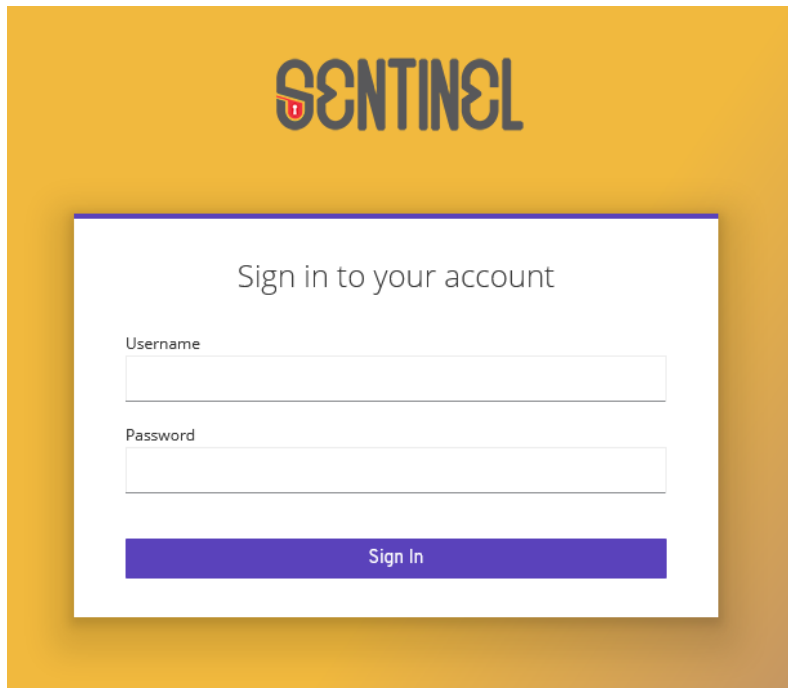 SENTINEL
Sign in to your account
Username
Password
Sign In